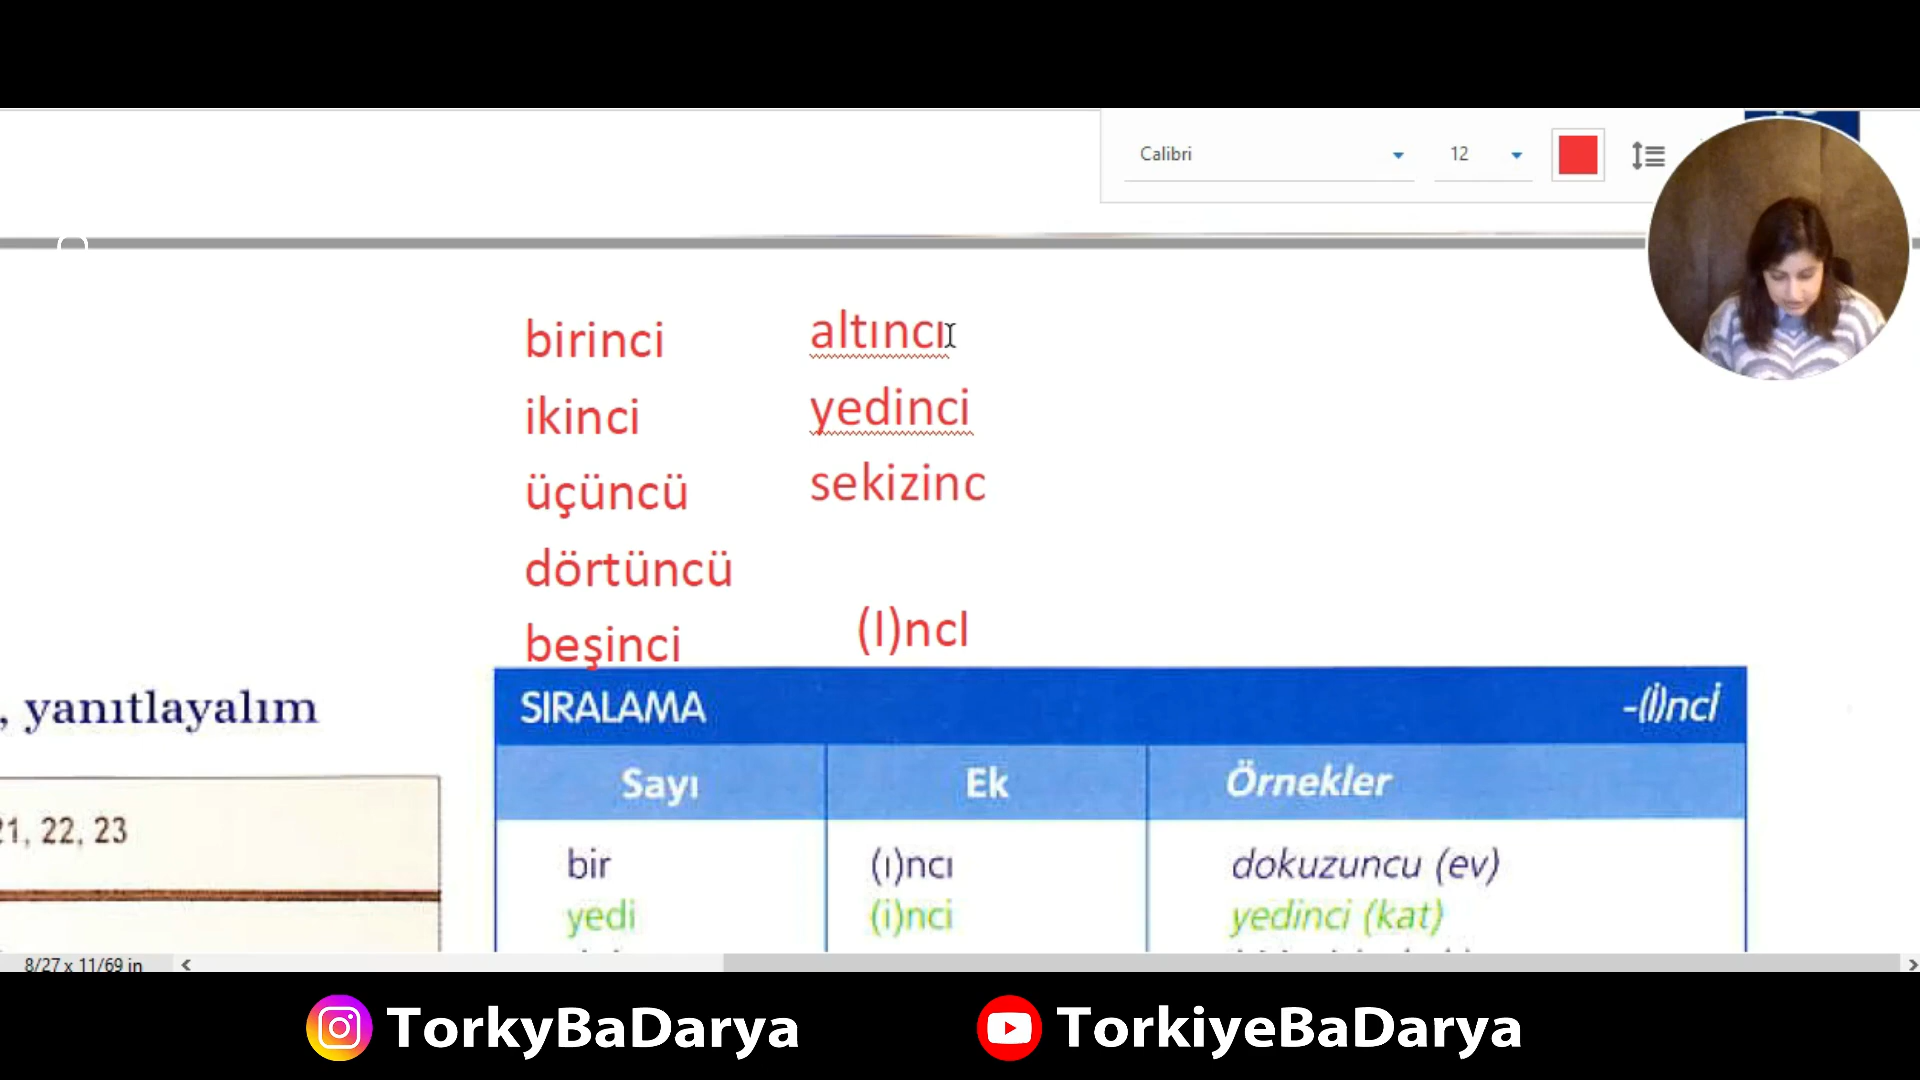 Calibri
12
birinci
altıncı
ikinci
yedinci
üçüncü
sekizinc
dörtüncü
beşinci
(I)ncI
, yanıtlayalım
SIRALAMA
-(İ)ncİ
Sayı
Ek
Örnekler
21, 22, 23
bir
(ı)ncı
dokuzuncu (ev)
yedi
(i)nci
yedinci (kat)
8/27 x 11/69 in
TorkyBaDarya
TorkiyeBaDarya